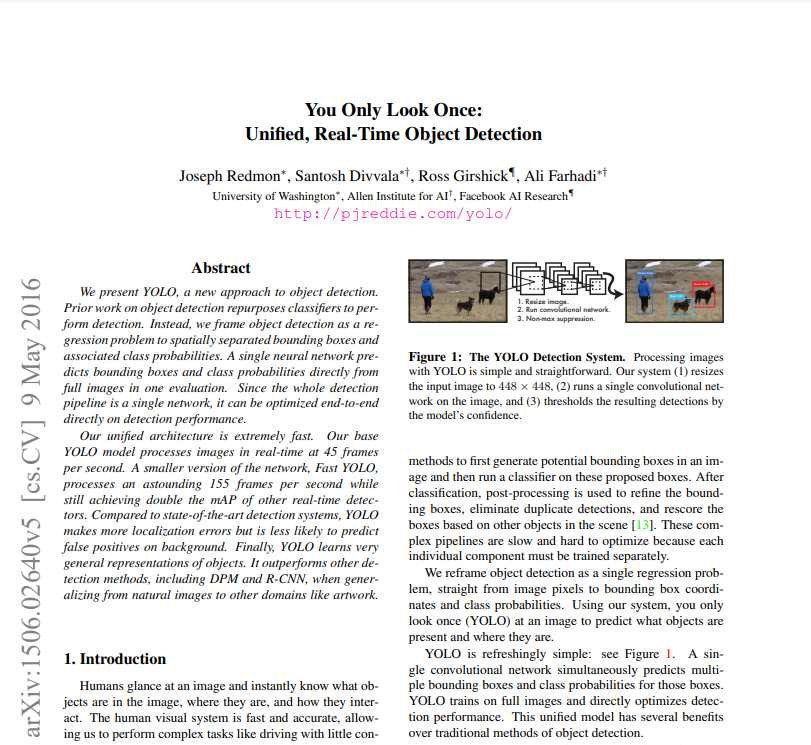 You Only Look Once:
Unified, Real-Time Object Detection
Joseph Redmon*, Santosh Divvala*†, Ross Girshick¶, Ali Farhadi*†
University of Washington*, Allen Institute for AI†, Facebook AI Research¶
http://pjreddie.com/yolo/
arXiv:1506.02640v5 [cs.CV] 9 May 2016
Abstract
We present YOLO, a new approach to object detection.
Prior work on object detection repurposes classifiers to per-
form detection. Instead, we frame object detection as a re-
gression problem to spatially separated bounding boxes and
associated class probabilities. A single neural network pre-
dicts bounding boxes and class probabilities directly from
full images in one evaluation. Since the whole detection
pipeline is a single network, it can be optimized end-to-end
directly on detection performance.
Our unified architecture is extremely fast. Our base
YOLO model processes images in real-time at 45 frames
per second. A smaller version of the network, Fast YOLO,
processes an astounding 155 frames per second while
still achieving double the mAP of other real-time detec-
tors. Compared to state-of-the-art detection systems, YOLO
makes more localization errors but is less likely to predict
false positives on background. Finally, YOLO learns very
general representations of objects. It outperforms other de-
tection methods, including DPM and R-CNN, when gener-
alizing from natural images to other domains like artwork.
1. Introduction
Humans glance at an image and instantly know what ob-
jects are in the image, where they are, and how they inter-
act. The human visual system is fast and accurate, allow-
ing us to perform complex tasks like driving with little con-
1. Resize image.
2. Run convolutional network.
3. Non-max suppression.
Figure 1: The YOLO Detection System. Processing images
with YOLO is simple and straightforward. Our system (1) resizes
the input image to 448 × 448, (2) runs a single convolutional net-
work on the image, and (3) thresholds the resulting detections by
the model's confidence.
methods to first generate potential bounding boxes in an im-
age and then run a classifier on these proposed boxes. After
classification, post-processing is used to refine the bound-
ing boxes, eliminate duplicate detections, and rescore the
boxes based on other objects in the scene [13]. These com-
plex pipelines are slow and hard to optimize because each
individual component must be trained separately.
We reframe object detection as a single regression prob-
lem, straight from image pixels to bounding box coordi-
nates and class probabilities. Using our system, you only
look once (YOLO) at an image to predict what objects are
present and where they are.
YOLO is refreshingly simple: see Figure 1. A sin-
gle convolutional network simultaneously predicts multi-
ple bounding boxes and class probabilities for those boxes.
YOLO trains on full images and directly optimizes detec-
tion performance. This unified model has several benefits
over traditional methods of object detection.